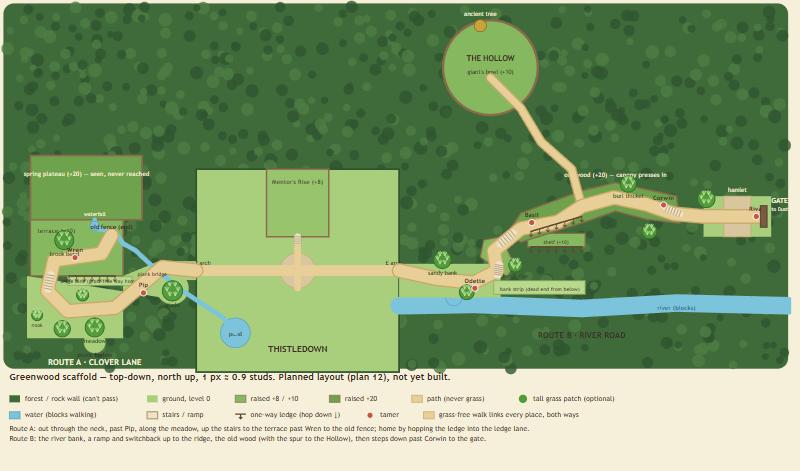 ancient tree
THE HOLLOW
giant's bowl (+10)
spring plateau (+20) — seen, never reached
Mentor's Rise (+8)
(+20) — canopy presses in
hamlet
GATE
waterfall
burl thicket
Corwin
Basil
old fence (end)
Wren
shelf (+10)
plank bridge
arch
sandy bank
Pip
Odette
bank strip (dead end from below)
river (blocks)
nook
meadow
pond
THISTLEDOWN
ROUTE B · RIVER ROAD
ROUTE A · CLOVER LANE
Greenwood scaffold — top-down, north up, 1 px ≈ 0.9 studs. Planned layout (plan 12), not yet built.
forest / rock wall (can't pass)
ground, level 0
raised +8 / +10
raised +20
path (never grass)
tall grass patch (optional)
water (blocks walking)
stairs / ramp
one-way ledge (hop down ↓)
tamer
grass-free walk links every place, both ways
Route A: out through the neck, past Pip, along the meadow, up the stairs to the terrace past Wren to the old fence; home by hopping the ledge into the ledge lane.
Route B: the river bank, a ramp and switchback up to the ridge, the old wood (with the spur to the Hollow), then steps down past Corwin to the gate.